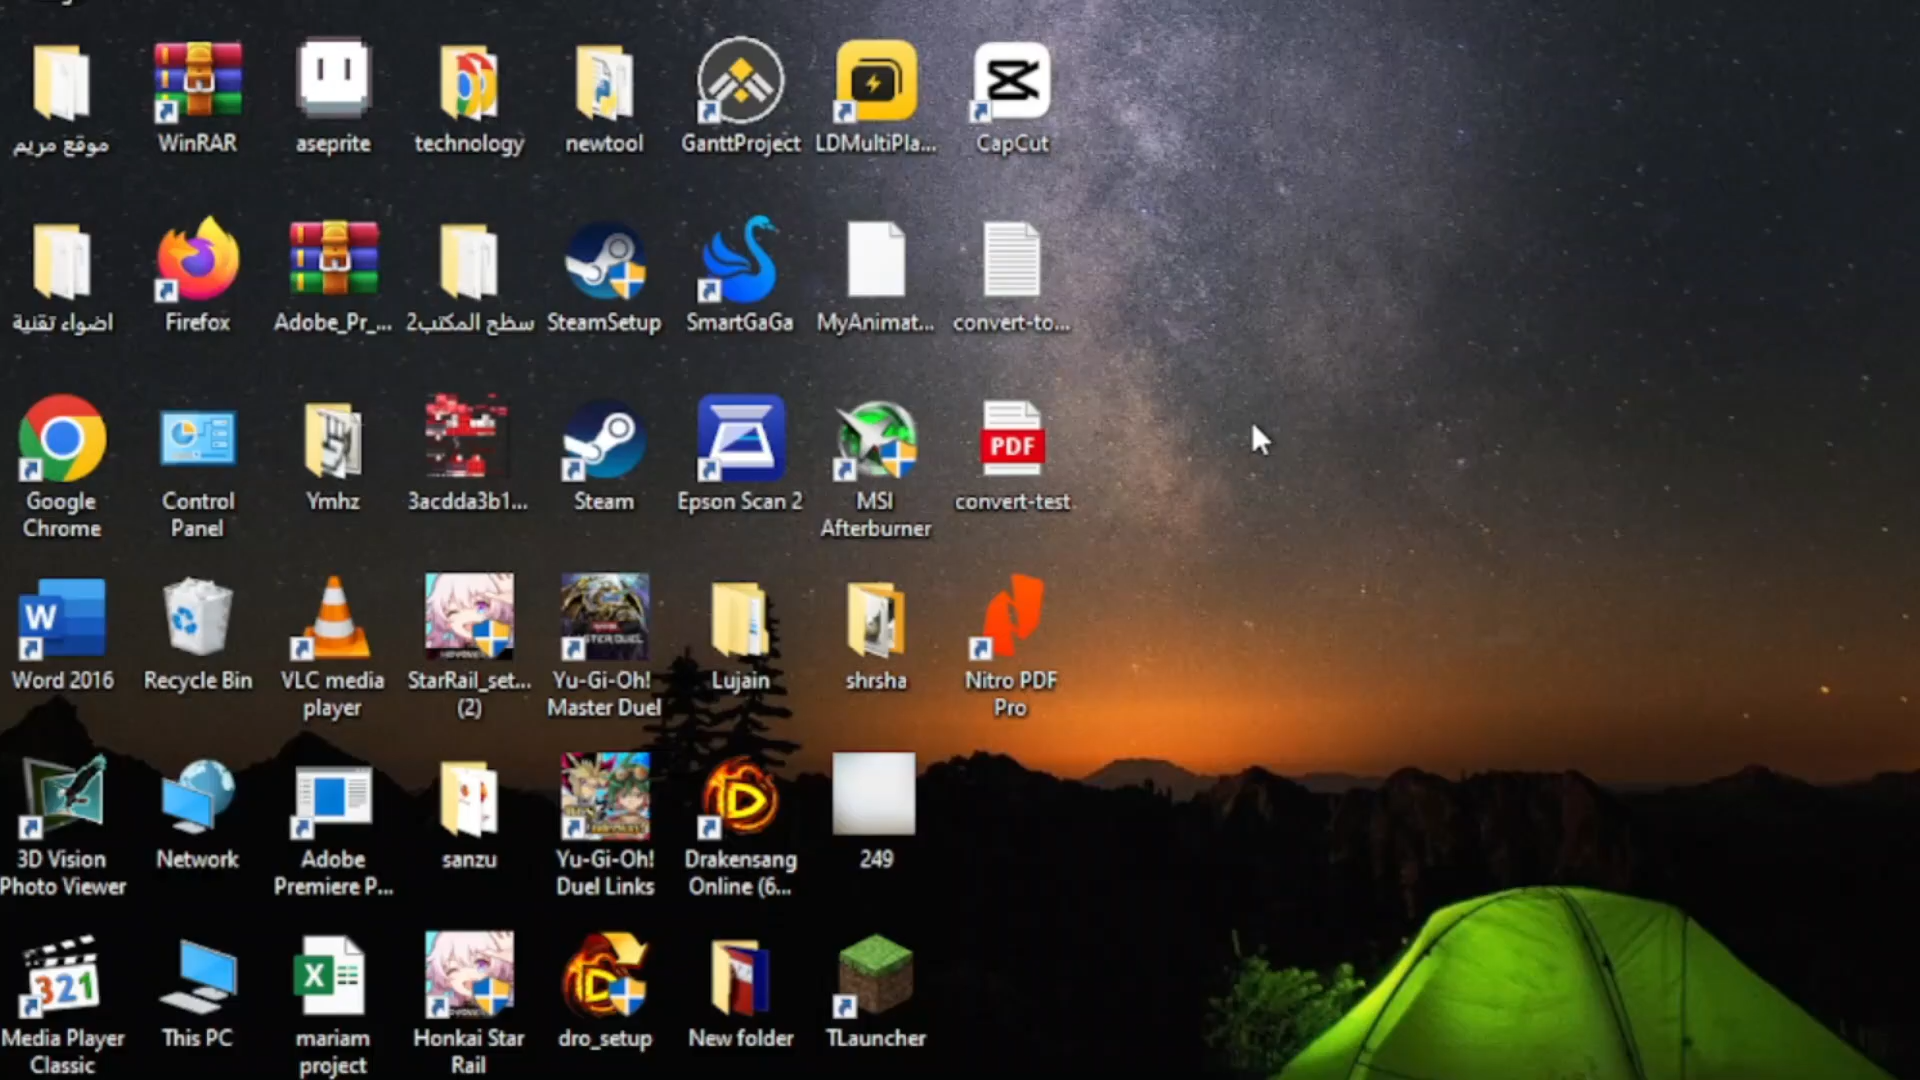 موقع مريم
WinRAR
aseprite
technology
newtool
GanttProject
LDMultiPla...
CapCut
اضواء تقنية
Firefox
Adobe_Pr_...
سطح المكتب2
SteamSetup
SmartGaGa
MyAnimat...
convert-to...
PDF
Google
Chrome
Control
Panel
Ymhz
3acdda3b1...
Steam
Epson Scan 2
MSI
Afterburner
convert-test
W
Word 2016
Recycle Bin
VLC media
player
StarRail_set...
(2)
Yu-Gi-Oh!
Master Duel
Lujain
shrsha
Nitro PDF
Pro
3D Vision
Photo Viewer
Network
Adobe
Premiere P...
sanzu
Yu-Gi-Oh!
Duel Links
Drakensang
Online (6...
249
321
X
Media Player
Classic
This PC
mariam
project
Honkai Star
Rail
dro_setup
New folder
TLauncher